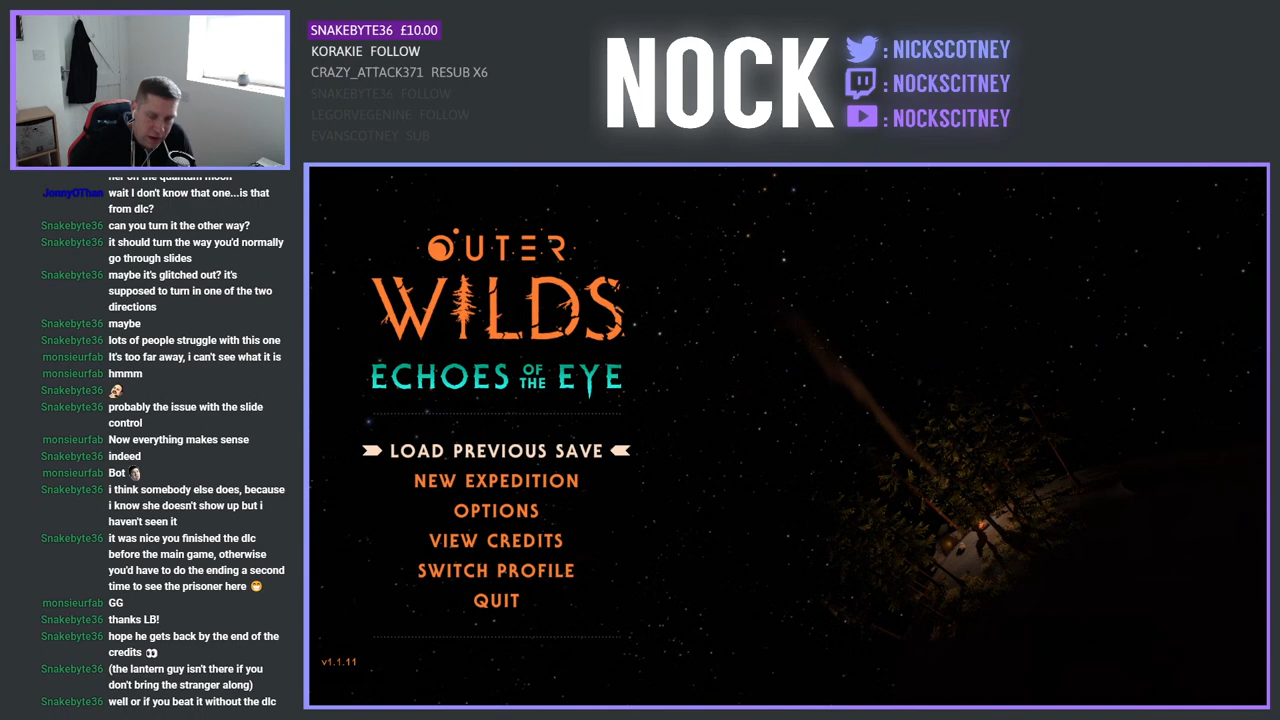 SNAKEBYTE36 £10.00
KORAKIE FOLLOW
CRAZY_ATTACK371 RESUB X6
SNAKEBYTE36 FOLLOW
LEGORVEGENINE FOLLOW
EVANSCOTNEY SUB
NOCK
: NICKSCOTNEY
: NOCKSCITNEY
: NOCKSCITNEY
her on the quantum moon
JonnyOThan wait I don't know that one...is that
from dlc?
Snakebyte36 can you turn it the other way?
Snakebyte36 it should turn the way you'd normally
go through slides
Snakebyte36 maybe it's glitched out? it's
supposed to turn in one of the two
directions
Snakebyte36 maybe
Snakebyte36 lots of people struggle with this one
monsieurfab It's too far away, i can't see what it is
monsieurfab hmmm
Snakebyte36
Snakebyte36 probably the issue with the slide
control
monsieurfab Now everything makes sense
Snakebyte36 indeed
monsieurfab Bot
Snakebyte36 i think somebody else does, because
i know she doesn't show up but i
haven't seen it
Snakebyte36 it was nice you finished the dlc
before the main game, otherwise
you'd have to do the ending a second
time to see the prisoner here
monsieurfab GG
Snakebyte36 thanks LB!
Snakebyte36 hope he gets back by the end of the
credits
Snakebyte36 (the lantern guy isn't there if you
don't bring the stranger along)
Snakebyte36 well or if you beat it without the dlc
OUTER
WILDS
ECHOES OF THE EYE
LOAD PREVIOUS SAVE
NEW EXPEDITION
OPTIONS
VIEW CREDITS
SWITCH PROFILE
QUIT
v1.1.11